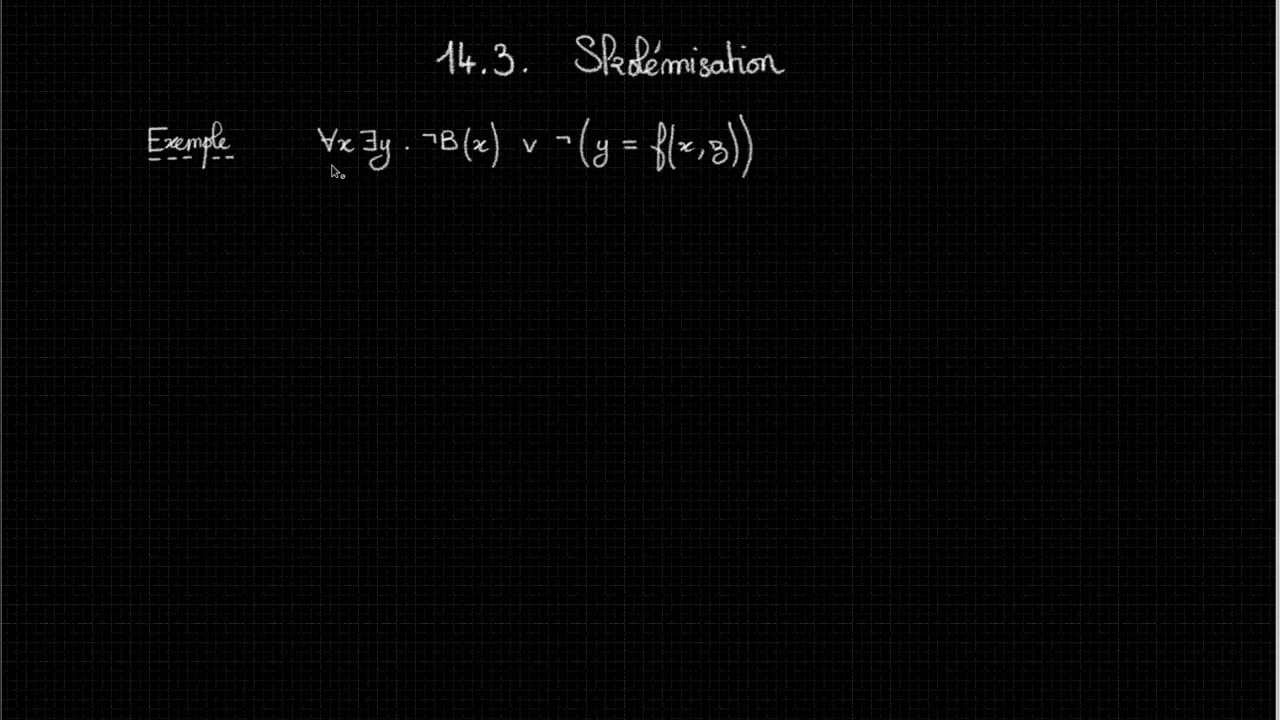 14.3. Skolémisation
Exemple ∀x ∃y . ¬B(x) ∨ ¬(y = f(x,z))